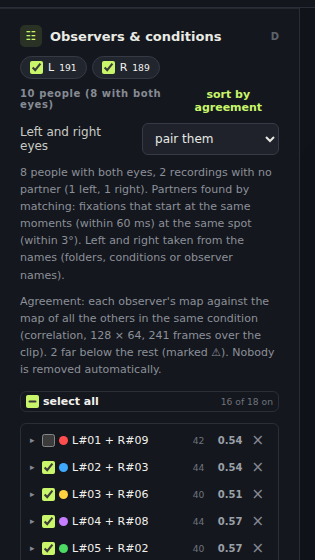 Observers & conditions D
L 191 R 189
10 people (8 with both eyes) sort by agreement
Left and right eyes pair them
8 people with both eyes, 2 recordings with no
partner (1 left, 1 right). Partners found by
matching: fixations that start at the same
moments (within 60 ms) at the same spot
(within 3°). Left and right taken from the
names (folders, conditions or observer
names).
Agreement: each observer's map against the
map of all the others in the same condition
(correlation, 128 × 64, 241 frames over the
clip). 2 far below the rest (marked ⚠). Nobody
is removed automatically.
select all 16 of 18 on
L#01 + R#09 42 0.54 ×
L#02 + R#03 44 0.54 ×
L#03 + R#06 40 0.51 ×
L#04 + R#08 44 0.57 ×
L#05 + R#02 40 0.57 ×